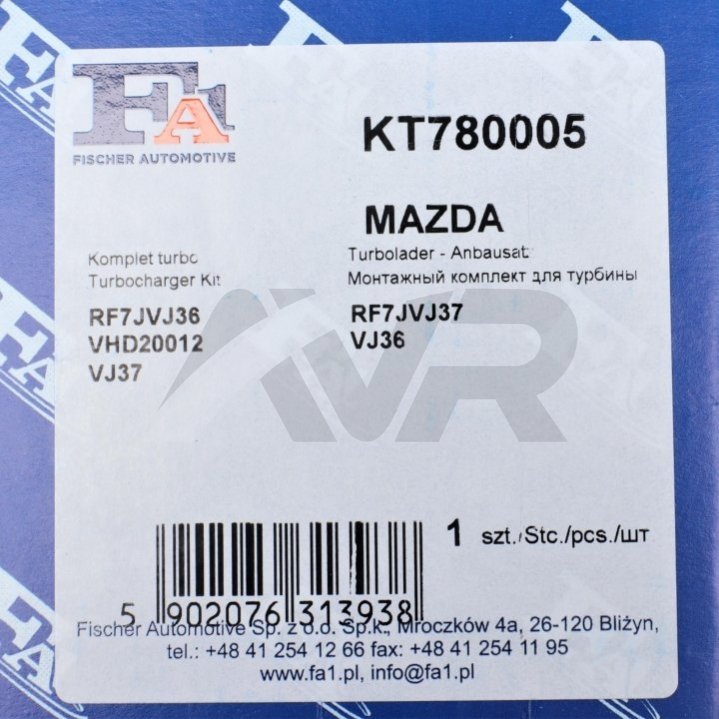 FA1
FISCHER AUTOMOTIVE
KT780005
MAZDA
Komplet turbo
Turbolader - Anbausatz
Turbocharger Kit
Монтажный комплект для турбины
RF7JVJ36
RF7JVJ37
VHD20012
VJ36
VJ37
AVR
1 szt./Stc./pcs./шт
5 902076 313938
Fischer Automotive Sp. z o.o. Sp.k., Mroczków 4a, 26-120 Bliżyn,
tel.: +48 41 254 12 66 fax: +48 41 254 11 95
www.fa1.pl, info@fa1.pl